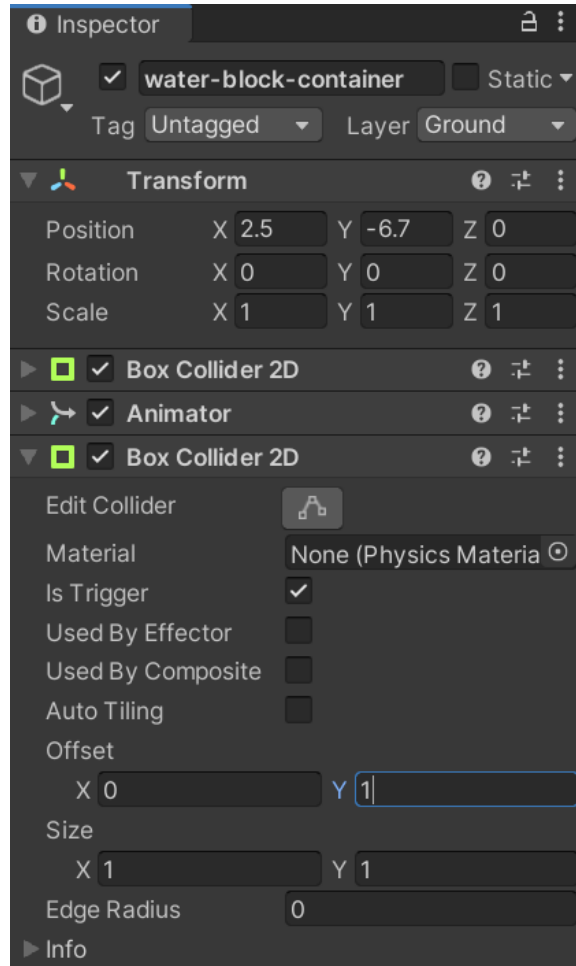 Inspector
water-block-container Static
Tag Untagged Layer Ground
Transform
Position X 2.5 Y -6.7 Z 0
Rotation X 0 Y 0 Z 0
Scale X 1 Y 1 Z 1
Box Collider 2D
Animator
Box Collider 2D
Edit Collider
Material None (Physics Materia
Is Trigger
Used By Effector
Used By Composite
Auto Tiling
Offset
X 0 Y 1
Size
X 1 Y 1
Edge Radius 0
Info